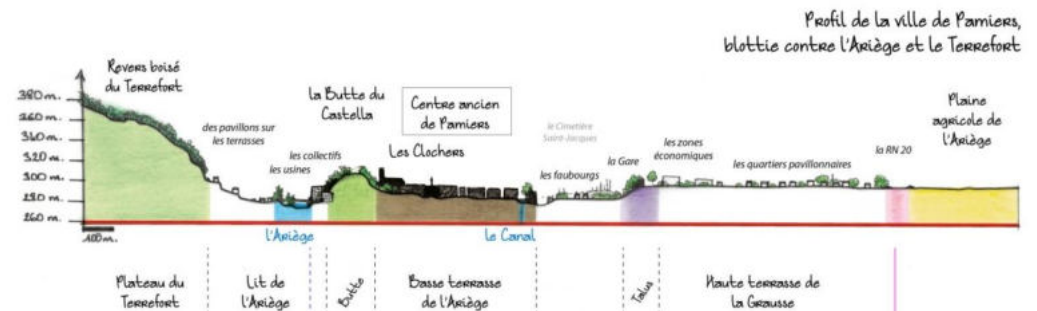 Profil de la ville de Pamiers,
blottie contre l'Ariège et le Terrefort
Revers boisé
du Terrefort
des pavillons sur
les terrasses
les usines
les collectifs
la Butte du
Castella
Centre ancien
de Pamiers
Les Clochers
le Cimetière
Saint-Jacques
les faubourgs
la Gare
les zones
économiques
les quartiers pavillonnaires
la RN 20
Plaine
agricole de
l'Ariège
380 m.
360 m.
340 m.
320 m.
300 m.
260 m.
100 m.
l'Ariège
le Canal
Plateau du
Terrefort
Lit de
l'Ariège
Butte
Basse terrasse
de l'Ariège
Talus
Haute terrasse de
la Grausse